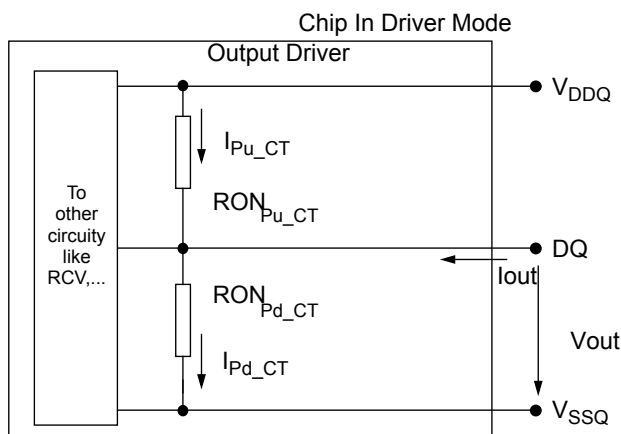 Chip In Driver Mode
Output Driver
VDDQ
IPu_CT
RONPu_CT
To
other
circuity
like
RCV,...
DQ
Iout
RONPd_CT
Vout
IPd_CT
VSSQ